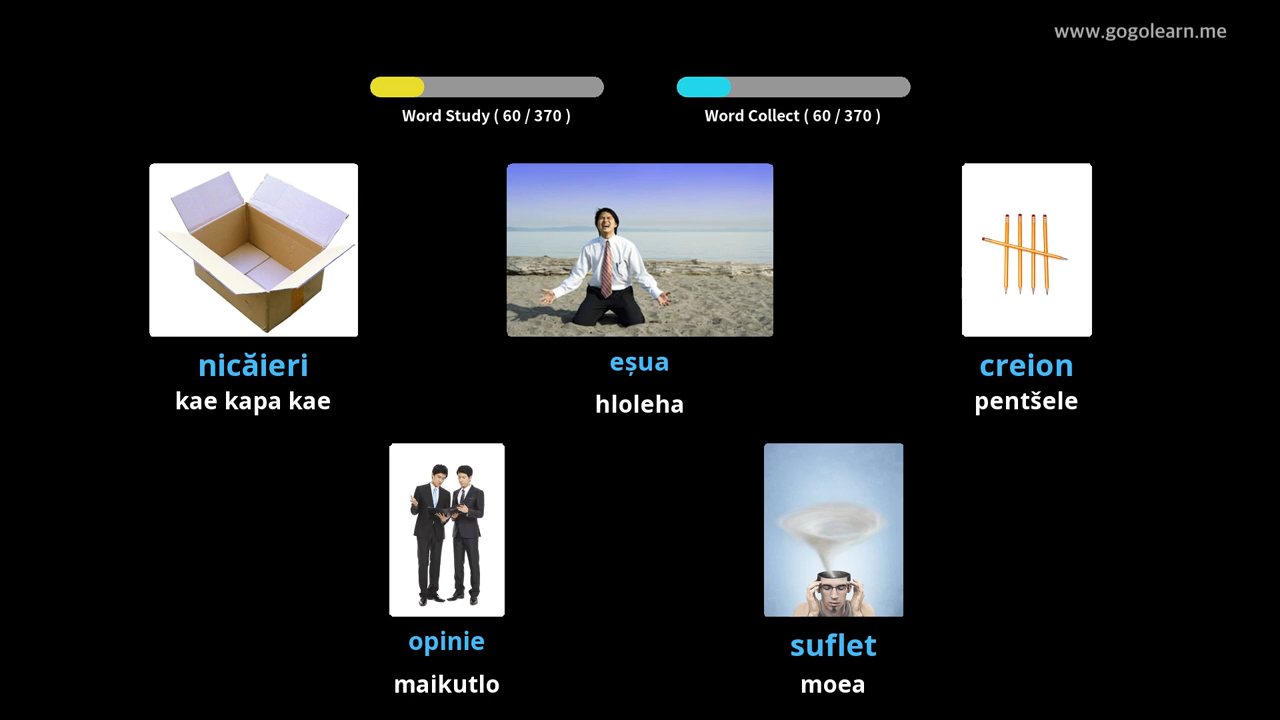 www.gogolearn.me
Word Study ( 60 / 370 )
Word Collect ( 60 / 370 )
nicăieri
kae kapa kae
eșua
hloleha
creion
pentšele
opinie
maikutlo
suflet
moea